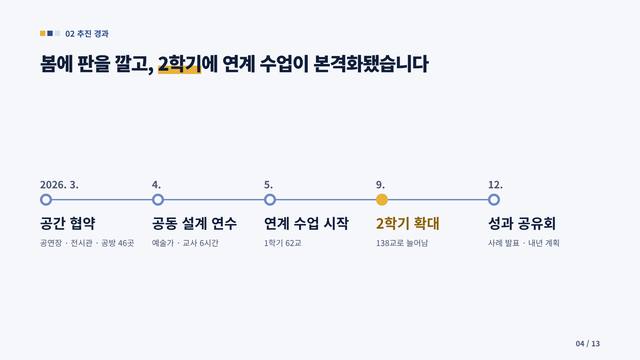 02 추진 경과
봄에 판을 깔고, 2학기에 연계 수업이 본격화됐습니다
2026. 3.
공간 협약
공연장 · 전시관 · 공방 46곳
4.
공동 설계 연수
예술가 · 교사 6시간
5.
연계 수업 시작
1학기 62교
9.
2학기 확대
138교로 늘어남
12.
성과 공유회
사례 발표 · 내년 계획
04 / 13